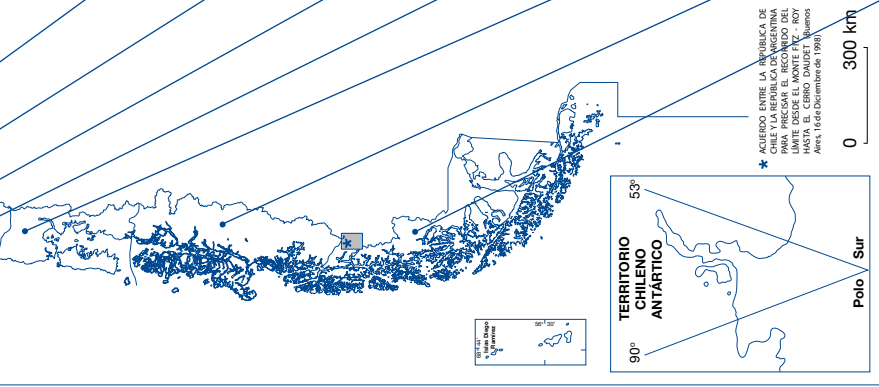 * ACUERDO ENTRE LA REPÚBLICA DE
CHILE Y LA REPÚBLICA DE ARGENTINA
PARA PRECISAR EL RECORRIDO DEL
LÍMITE DESDE EL MONTE FITZ - ROY
HASTA EL CERRO DAUDET (Buenos
Aires, 16 de Diciembre de 1998)
0 300 km
*
68° 44'
Islas Diego
Ramírez
56° 30'
TERRITORIO
CHILENO
ANTÁRTICO
90°
53°
Polo Sur